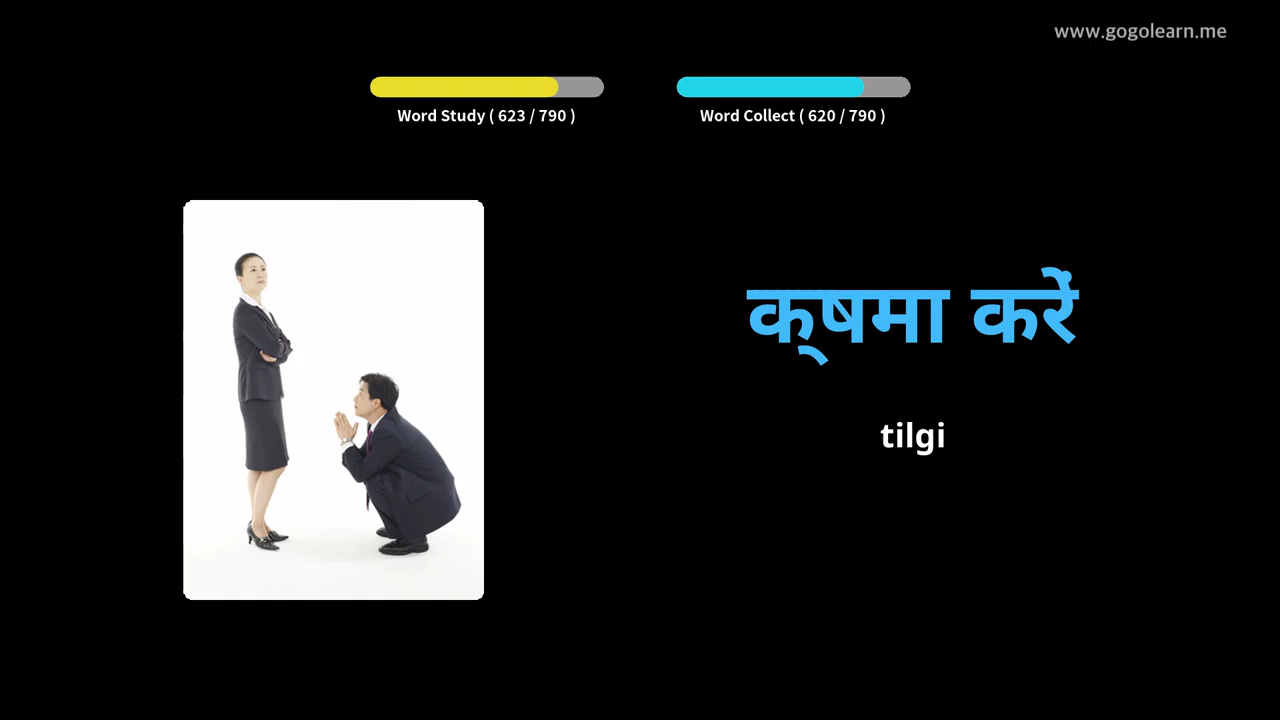 www.gogolearn.me
Word Study ( 623 / 790 )
Word Collect ( 620 / 790 )
क्‌षमा करें
tilgi